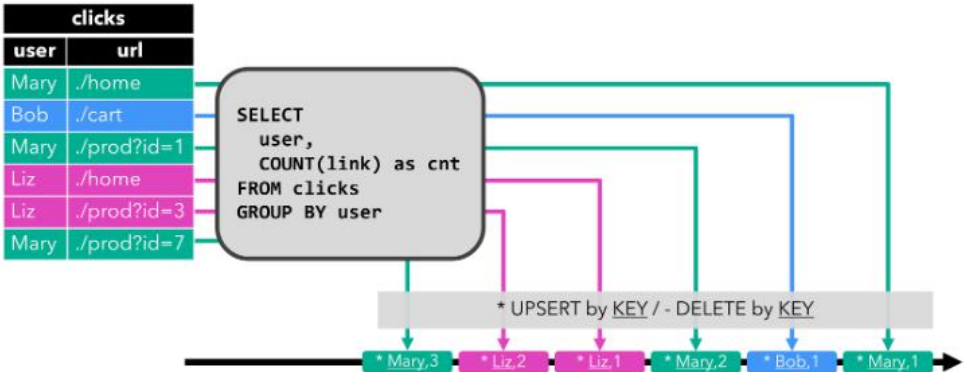 clicks
user url
Mary ./home
Bob ./cart
Mary ./prod?id=1
Liz ./home
Liz ./prod?id=3
Mary ./prod?id=7
SELECT
user,
COUNT(link) as cnt
FROM clicks
GROUP BY user
* UPSERT by KEY / - DELETE by KEY
* Mary,3 * Liz,2 * Liz,1 * Mary,2 * Bob,1 * Mary,1